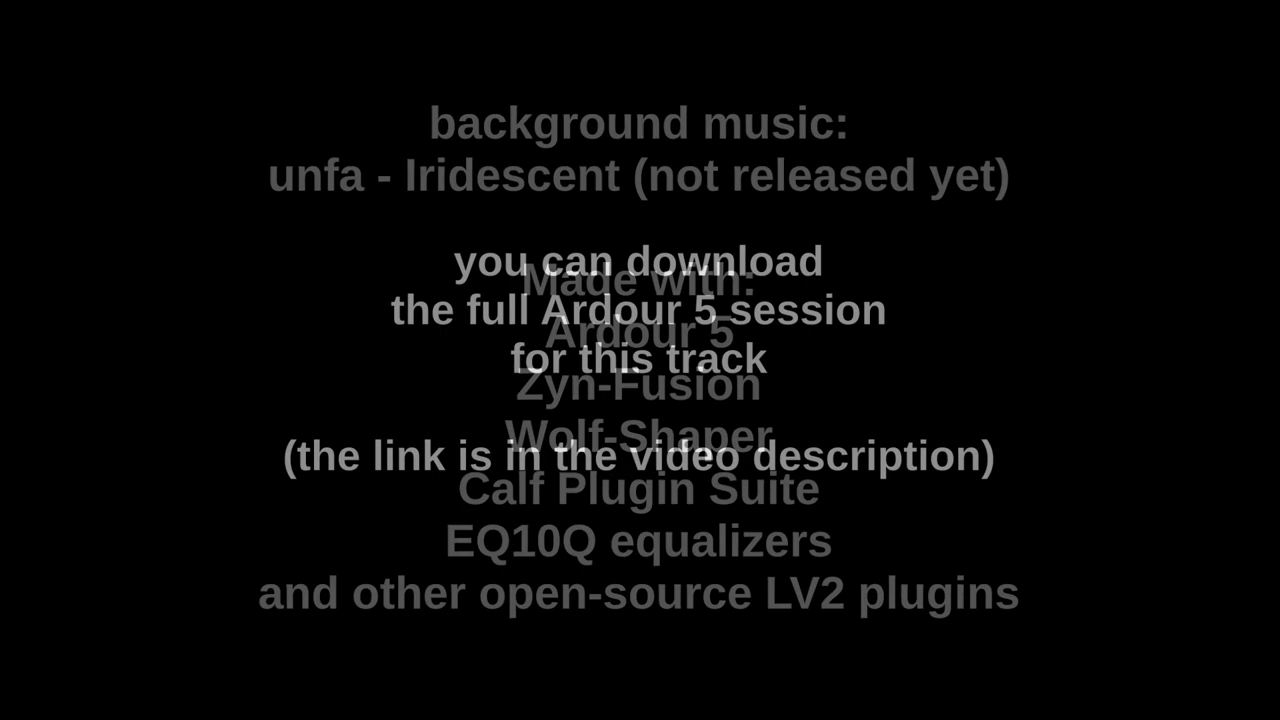 background music:
unfa - Iridescent (not released yet)
you can download
Made with:
the full Ardour 5 session
Ardour 5
for this track
Zyn-Fusion
Wolf-Shaper
(the link is in the video description)
Calf Plugin Suite
EQ10Q equalizers
and other open-source LV2 plugins